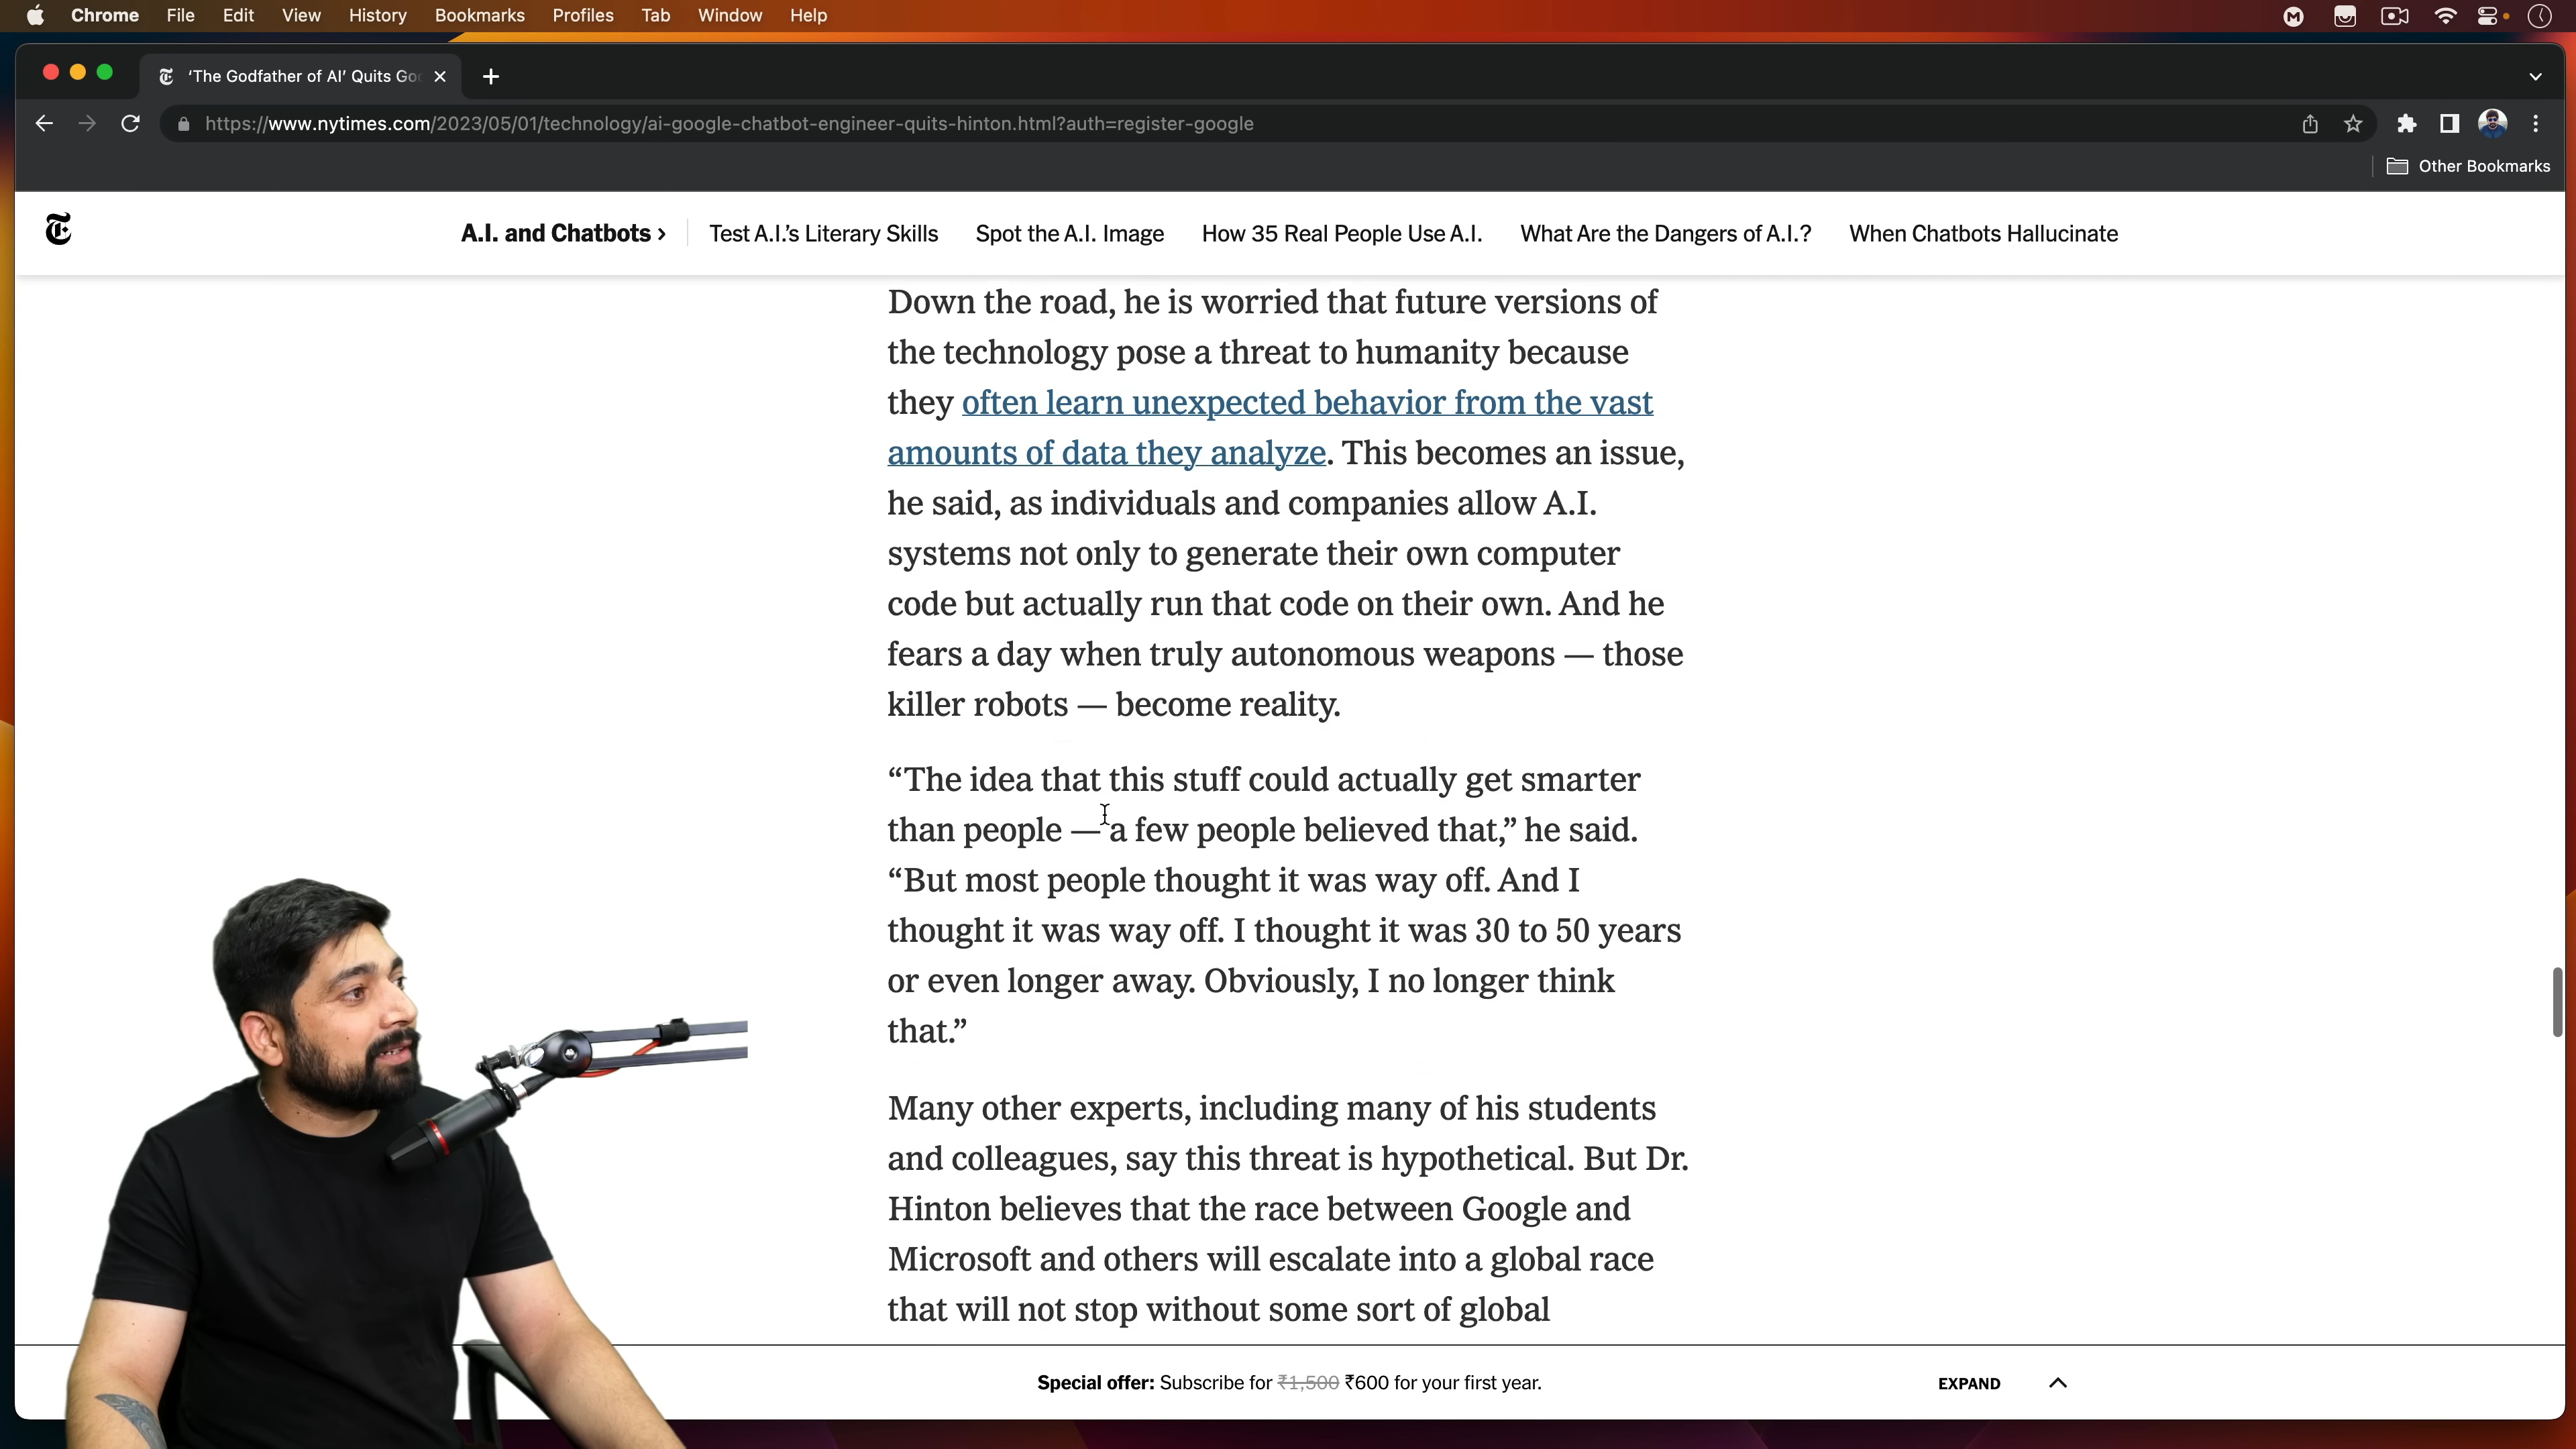 Chrome File Edit View History Bookmarks Profiles Tab Window Help
‘The Godfather of AI’ Quits Goo
https://www.nytimes.com/2023/05/01/technology/ai-google-chatbot-engineer-quits-hinton.html?auth=register-google
Other Bookmarks
A.I. and Chatbots › Test A.I.’s Literary Skills Spot the A.I. Image How 35 Real People Use A.I. What Are the Dangers of A.I.? When Chatbots Hallucinate
Down the road, he is worried that future versions of
the technology pose a threat to humanity because
they often learn unexpected behavior from the vast
amounts of data they analyze. This becomes an issue,
he said, as individuals and companies allow A.I.
systems not only to generate their own computer
code but actually run that code on their own. And he
fears a day when truly autonomous weapons — those
killer robots — become reality.
“The idea that this stuff could actually get smarter
than people — a few people believed that,” he said.
“But most people thought it was way off. And I
thought it was way off. I thought it was 30 to 50 years
or even longer away. Obviously, I no longer think
that.”
Many other experts, including many of his students
and colleagues, say this threat is hypothetical. But Dr.
Hinton believes that the race between Google and
Microsoft and others will escalate into a global race
that will not stop without some sort of global
Special offer: Subscribe for ₹1,500 ₹600 for your first year. EXPAND